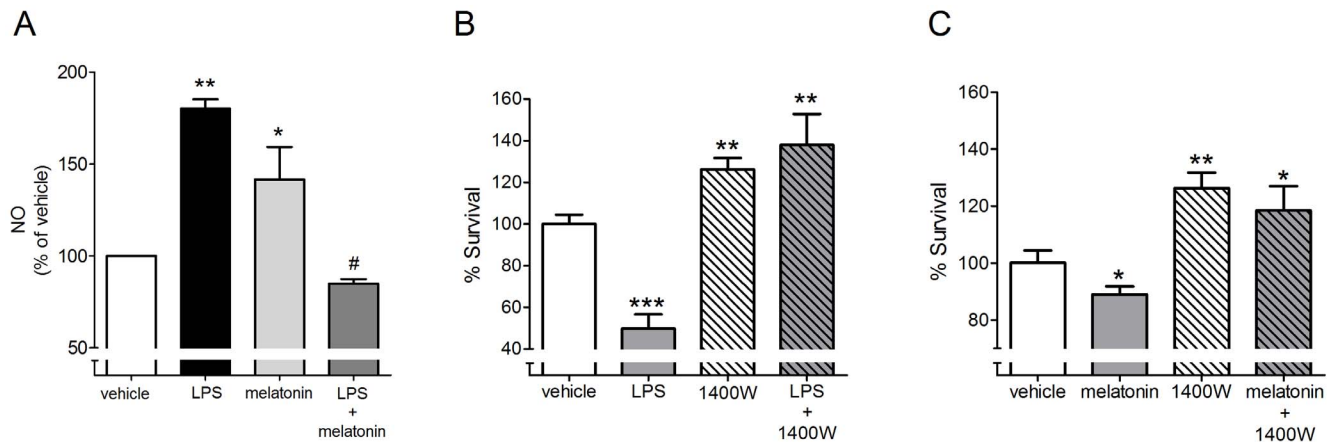 A
NO
(% of vehicle)
200
150
100
50
**
*
#
vehicle
LPS
melatonin
LPS
+
melatonin
B
% Survival
160
140
120
100
80
60
40
***
**
**
vehicle
LPS
1400W
LPS
+
1400W
C
% Survival
160
140
120
100
80
*
**
*
vehicle
melatonin
1400W
melatonin
+
1400W